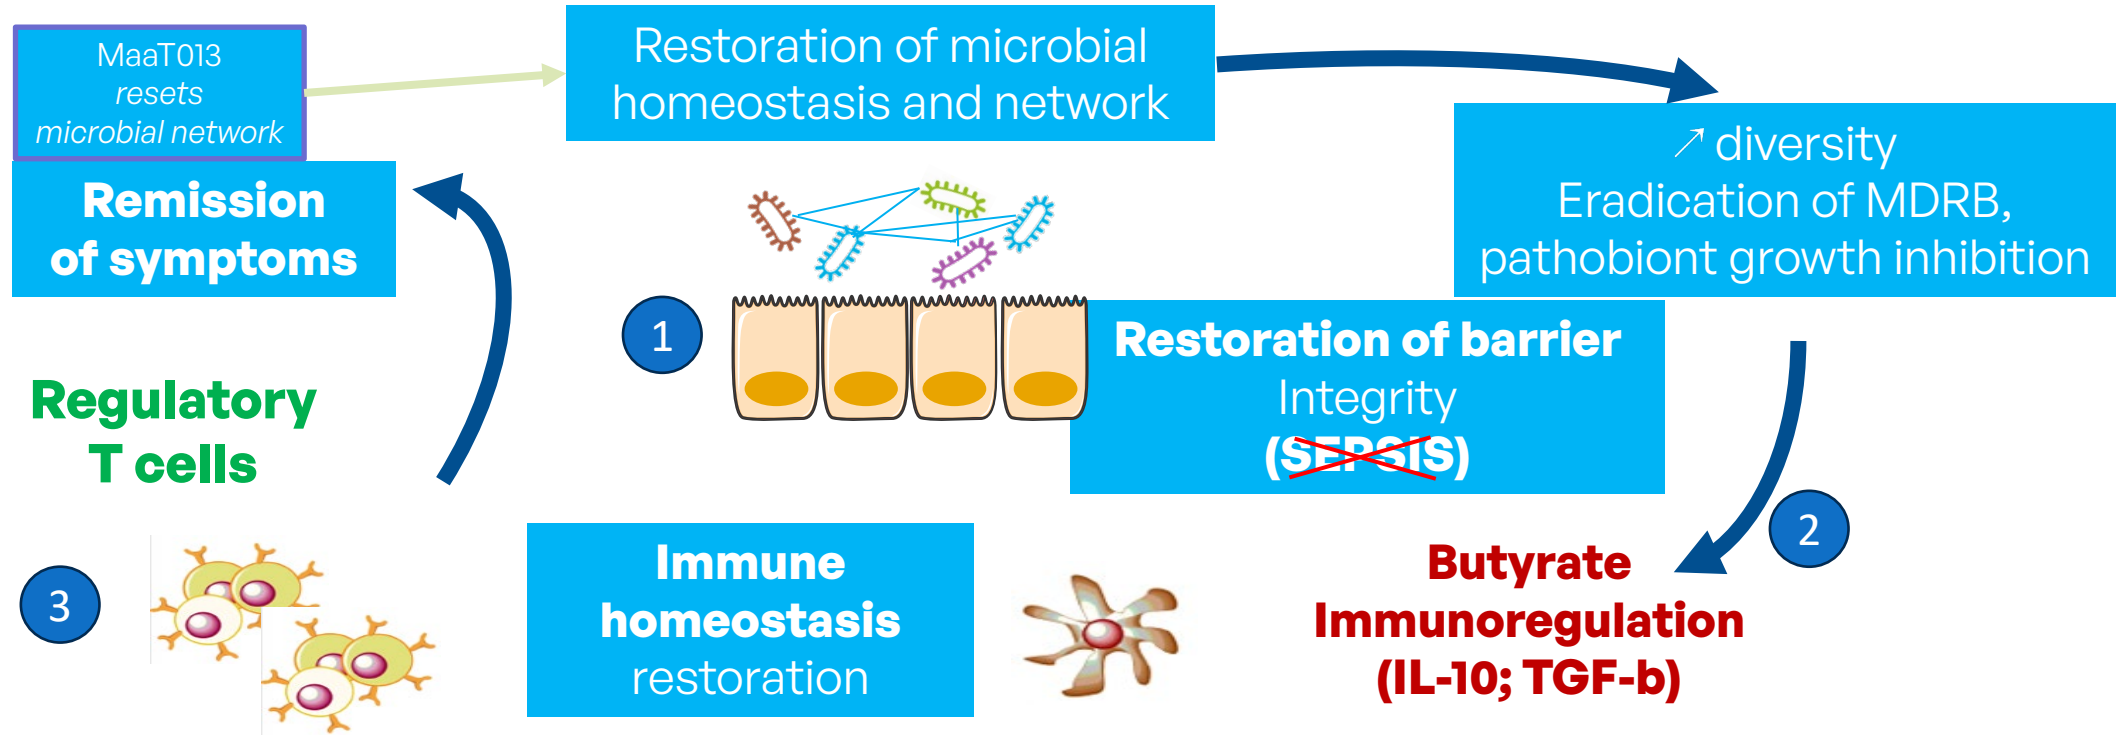 MaaT013
resets
microbial network
Restoration of microbial
homeostasis and network
↗ diversity
Eradication of MDRB,
pathobiont growth inhibition
Remission
of symptoms
1
Restoration of barrier
Integrity
(SEPSIS)
Regulatory
T cells
2
Butyrate
Immunoregulation
(IL-10; TGF-b)
Immune
homeostasis
restoration
3